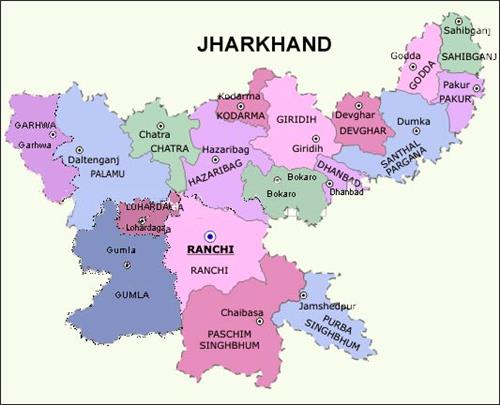 JHARKHAND
Sahibganj
SAHIBGANJ
Godda
GODDA
Pakur
PAKUR
Kodarma
KODARMA
GIRIDIH
Giridih
Devghar
DEVGHAR
Dumka
SANTHAL
PARGANA
GARHWA
Garhwa
Daltenganj
PALAMU
Chatra
CHATRA
Hazaribag
HAZARIBAG
DHANBAD
Dhanbad
Bokaro
Bokaro
LOHARDAGA
Lohardaga
Gumla
GUMLA
RANCHI
RANCHI
Chaibasa
PASCHIM
SINGHBHUM
Jamshedpur
PURBA
SINGHBHUM